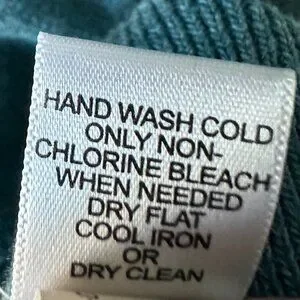 HAND WASH COLD
ONLY NON-
CHLORINE BLEACH
WHEN NEEDED
DRY FLAT
COOL IRON
OR
DRY CLEAN